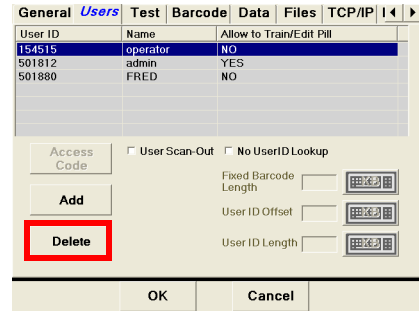 General Users Test Barcode Data Files TCP/IP
User ID Name Allow to Train/Edit Pill
154515 operator NO
501812 admin YES
501880 FRED NO
Access Code
User Scan-Out No UserID Lookup
Fixed Barcode Length
Add
User ID Offset
Delete
User ID Length
OK Cancel